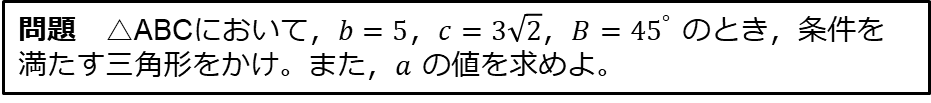 問題　△ABCにおいて，b = 5，c = 3√2，B = 45° のとき，条件を
満たす三角形をかけ。また，a の値を求めよ。